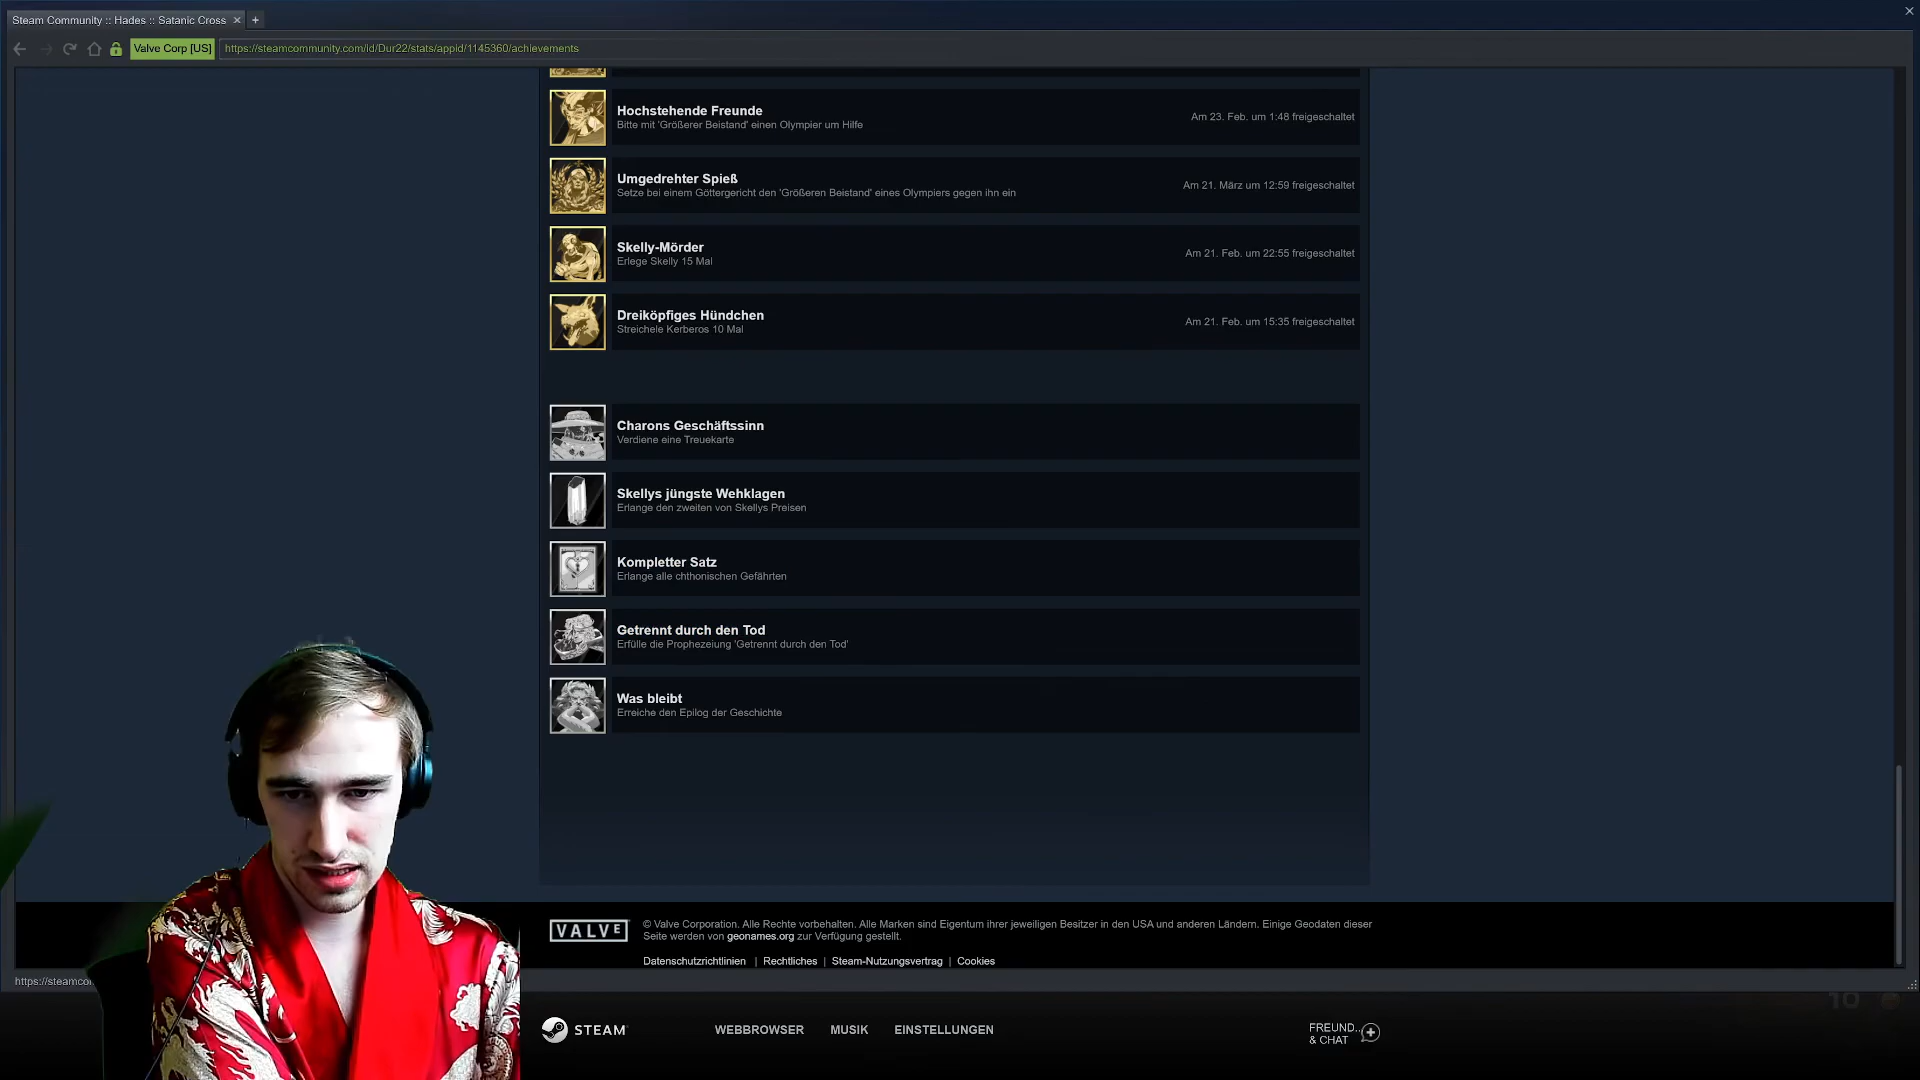 Steam Community :: Hades :: Satanic Cross
Valve Corp [US]
https://steamcommunity.com/id/Dur22/stats/appid/1145360/achievements
Hochstehende Freunde
Bitte mit 'Größerer Beistand' einen Olympier um Hilfe
Am 23. Feb. um 1:48 freigeschaltet
Umgedrehter Spieß
Setze bei einem Göttergericht den 'Größeren Beistand' eines Olympiers gegen ihn ein
Am 21. März um 12:59 freigeschaltet
Skelly-Mörder
Erlege Skelly 15 Mal
Am 21. Feb. um 22:55 freigeschaltet
Dreiköpfiges Hündchen
Streichele Kerberos 10 Mal
Am 21. Feb. um 15:35 freigeschaltet
Charons Geschäftssinn
Verdiene eine Treuekarte
Skellys jüngste Wehklagen
Erlange den zweiten von Skellys Preisen
Kompletter Satz
Erlange alle chthonischen Gefährten
Getrennt durch den Tod
Erfülle die Prophezeiung 'Getrennt durch den Tod'
Was bleibt
Erreiche den Epilog der Geschichte
VALVE
© Valve Corporation. Alle Rechte vorbehalten. Alle Marken sind Eigentum ihrer jeweiligen Besitzer in den USA und anderen Ländern. Einige Geodaten dieser
Seite werden von geonames.org zur Verfügung gestellt.
Datenschutzrichtlinien | Rechtliches | Steam-Nutzungsvertrag | Cookies
https://steamcom
STEAM
WEBBROWSER
MUSIK
EINSTELLUNGEN
FREUND..
& CHAT
10